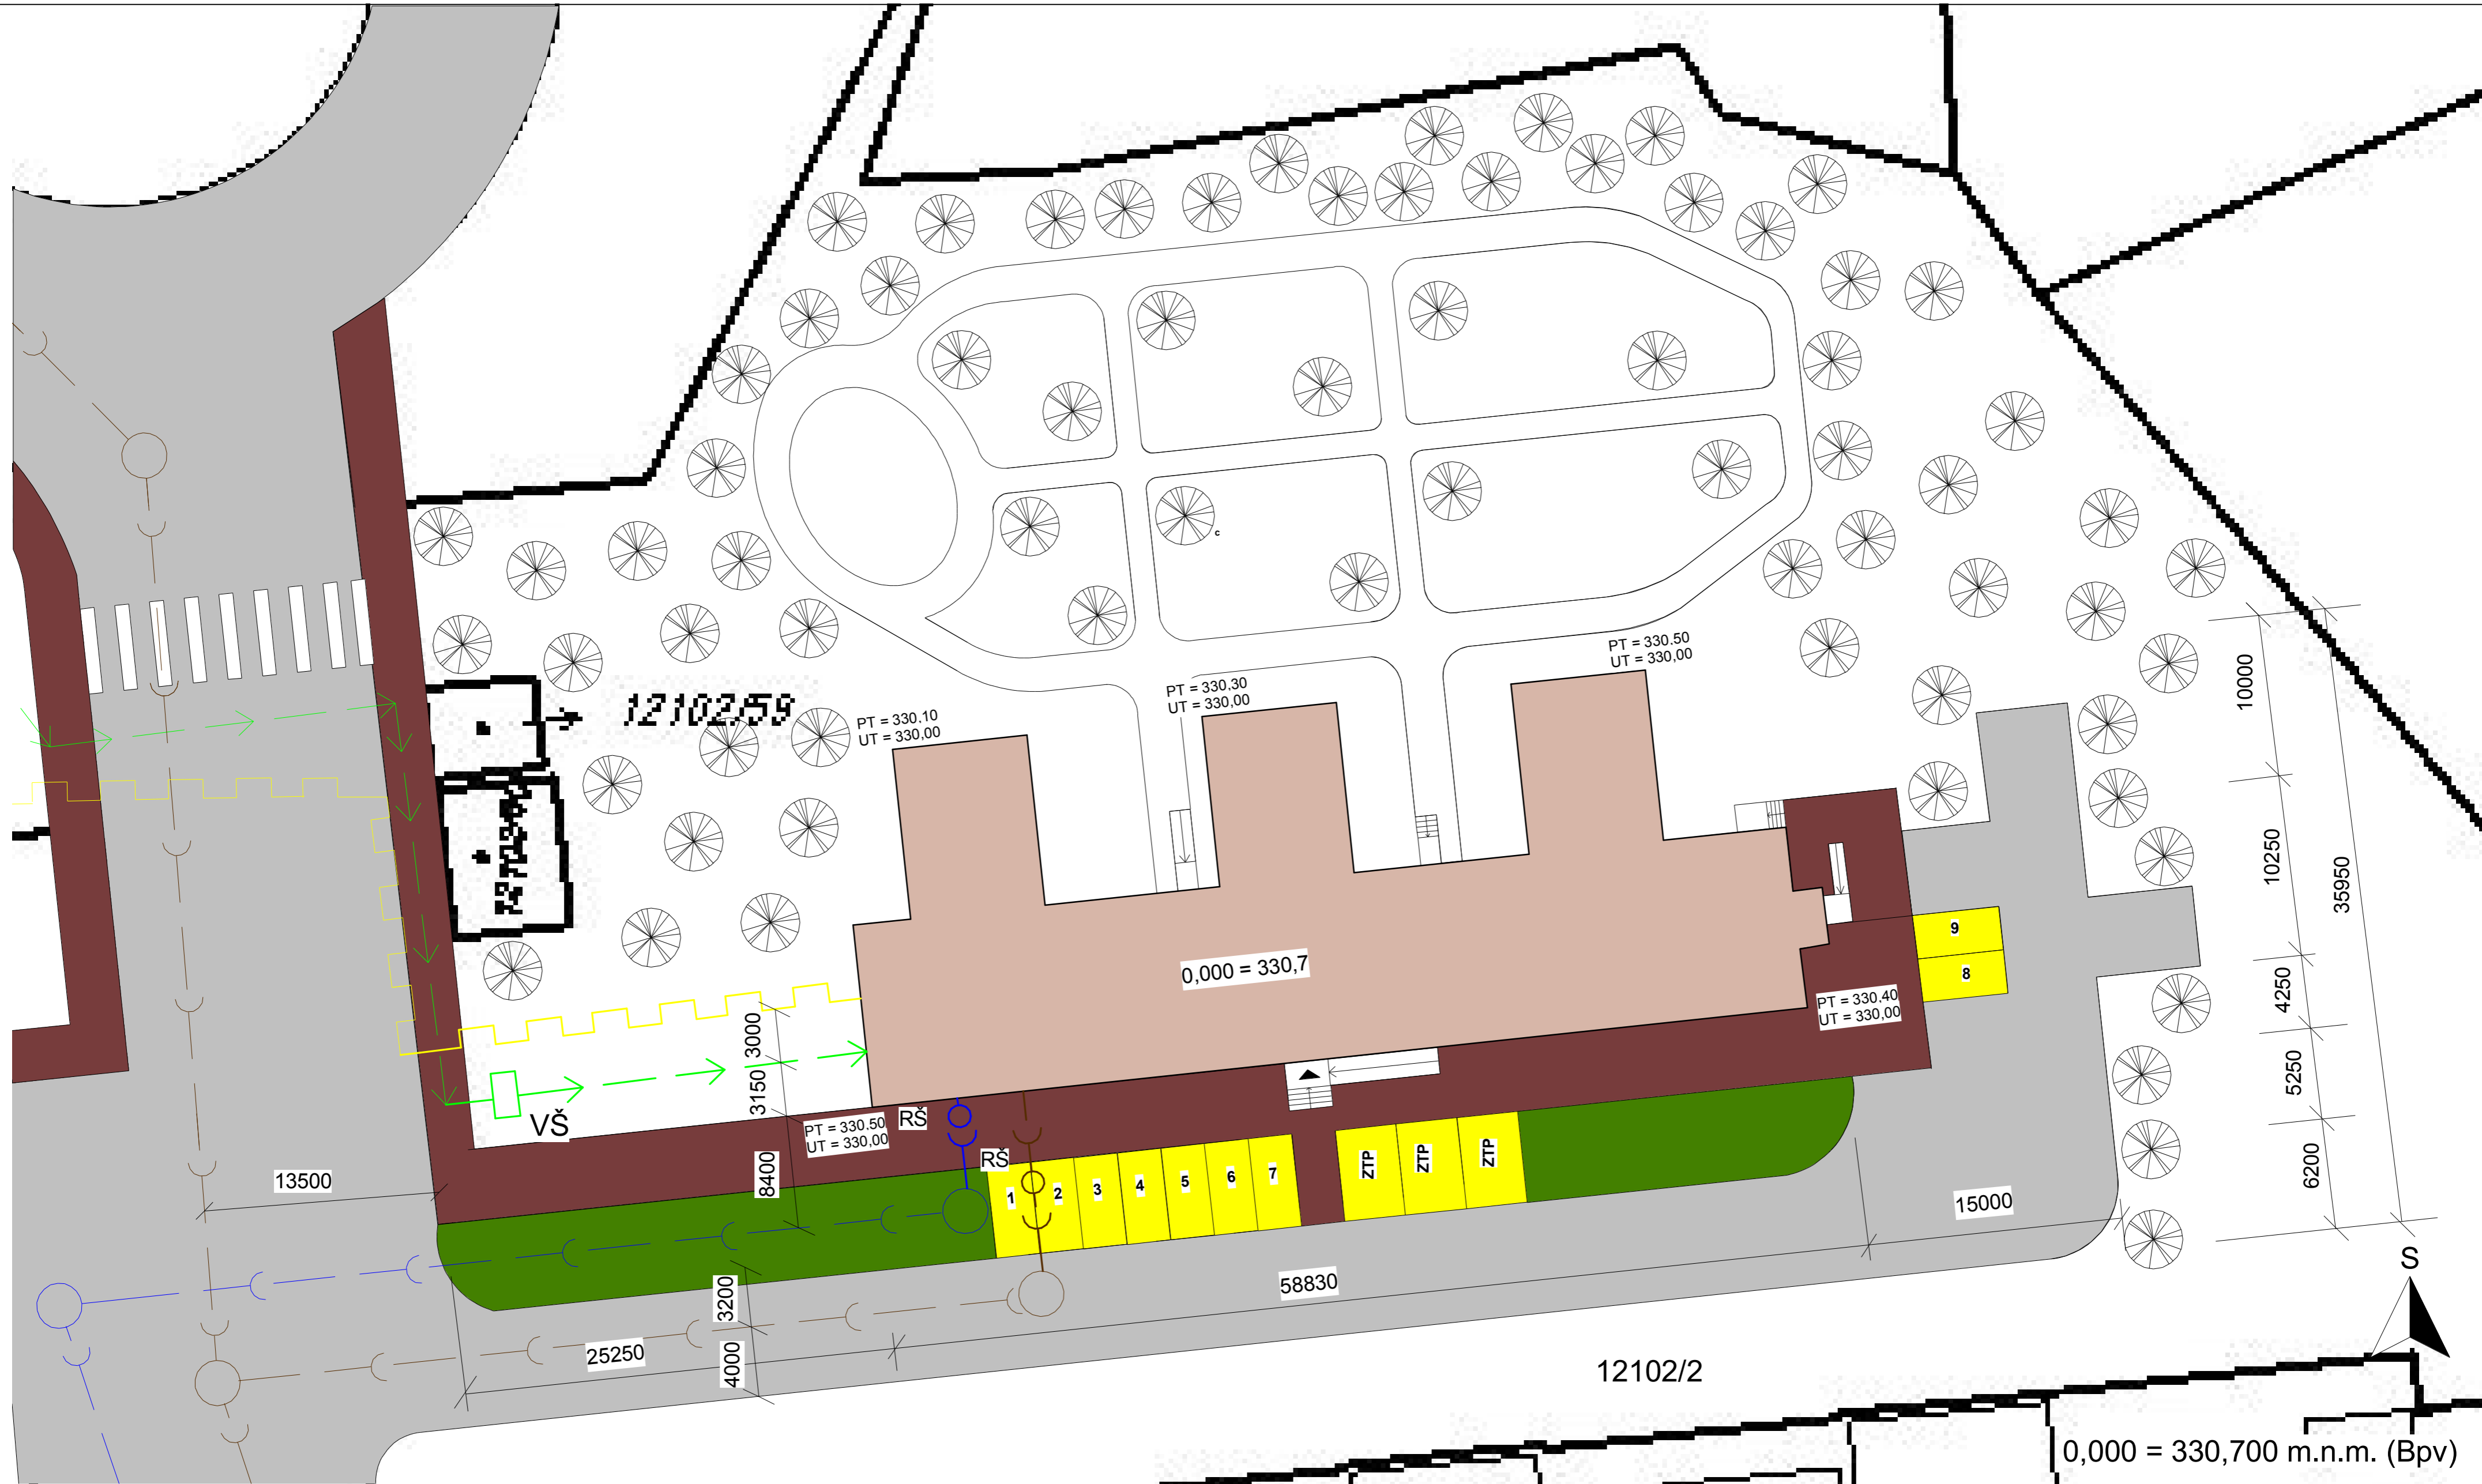 c
PT = 330.50
UT = 330,00
PT = 330,30
UT = 330,00
12102/59
PT = 330.10
UT = 330,00
10000
10250
35950
4250
5250
6200
9
8
0,000 = 330,7
PT = 330.40
UT = 330,00
3000
3150
8400
VŠ
RŠ
PT = 330.50
UT = 330,00
RŠ
1
2
3
4
5
6
7
ZTP
ZTP
ZTP
13500
15000
58830
3200
25250
4000
S
12102/2
0,000 = 330,700 m.n.m. (Bpv)